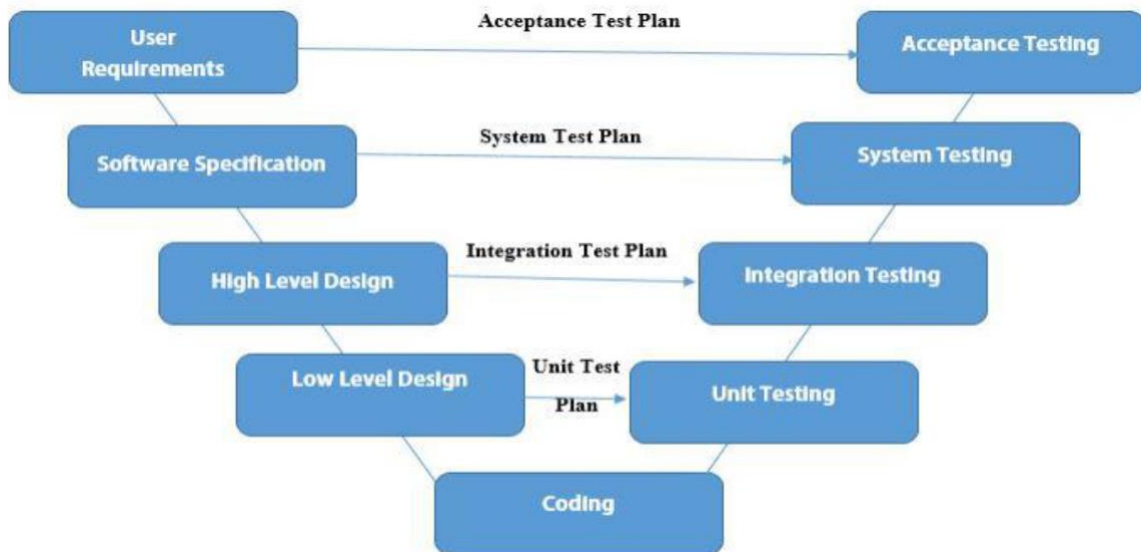 User
Requirements
Acceptance Test Plan
Acceptance Testing
Software Specification
System Test Plan
System Testing
High Level Design
Integration Test Plan
Integration Testing
Low Level Design
Unit Test
Plan
Unit Testing
Coding